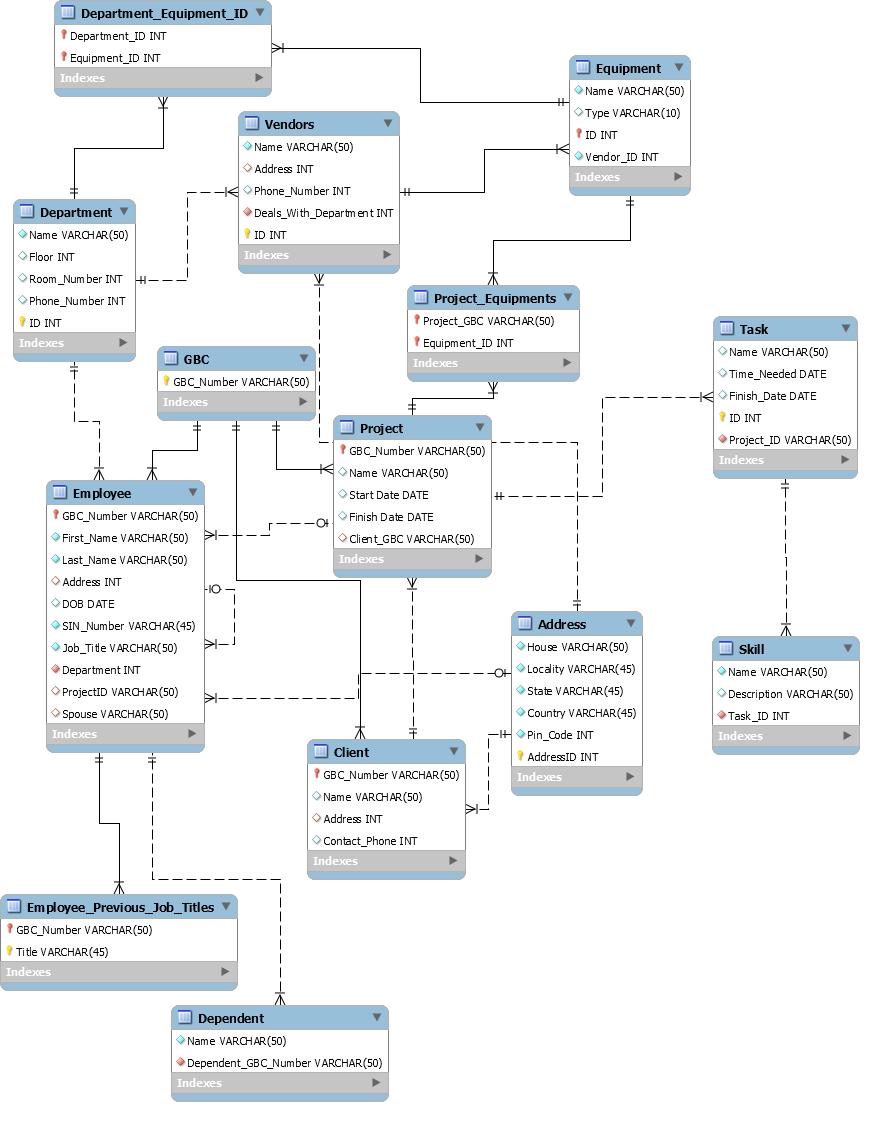 Department_Equipment_ID
Department_ID INT
Equipment_ID INT
Indexes
Equipment
Name VARCHAR(50)
Type VARCHAR(10)
ID INT
Vendor_ID INT
Indexes
Vendors
Name VARCHAR(50)
Address INT
Phone_Number INT
Deals_With_Department INT
ID INT
Indexes
Department
Name VARCHAR(50)
Floor INT
Room_Number INT
Phone_Number INT
ID INT
Indexes
Project_Equipments
Project_GBC VARCHAR(50)
Equipment_ID INT
Indexes
Task
Name VARCHAR(50)
Time_Needed DATE
Finish_Date DATE
ID INT
Project_ID VARCHAR(50)
Indexes
GBC
GBC_Number VARCHAR(50)
Indexes
Project
GBC_Number VARCHAR(50)
Name VARCHAR(50)
Start Date DATE
Finish Date DATE
Client_GBC VARCHAR(50)
Indexes
Employee
GBC_Number VARCHAR(50)
First_Name VARCHAR(50)
Last_Name VARCHAR(50)
Address INT
DOB DATE
SIN_Number VARCHAR(45)
Job_Title VARCHAR(50)
Department INT
ProjectID VARCHAR(50)
Spouse VARCHAR(50)
Indexes
Address
House VARCHAR(50)
Locality VARCHAR(45)
State VARCHAR(45)
Country VARCHAR(45)
Pin_Code INT
AddressID INT
Indexes
Skill
Name VARCHAR(50)
Description VARCHAR(50)
Task_ID INT
Indexes
Client
GBC_Number VARCHAR(50)
Name VARCHAR(50)
Address INT
Contact_Phone INT
Indexes
Employee_Previous_Job_Titles
GBC_Number VARCHAR(50)
Title VARCHAR(45)
Indexes
Dependent
Name VARCHAR(50)
Dependent_GBC_Number VARCHAR(50)
Indexes